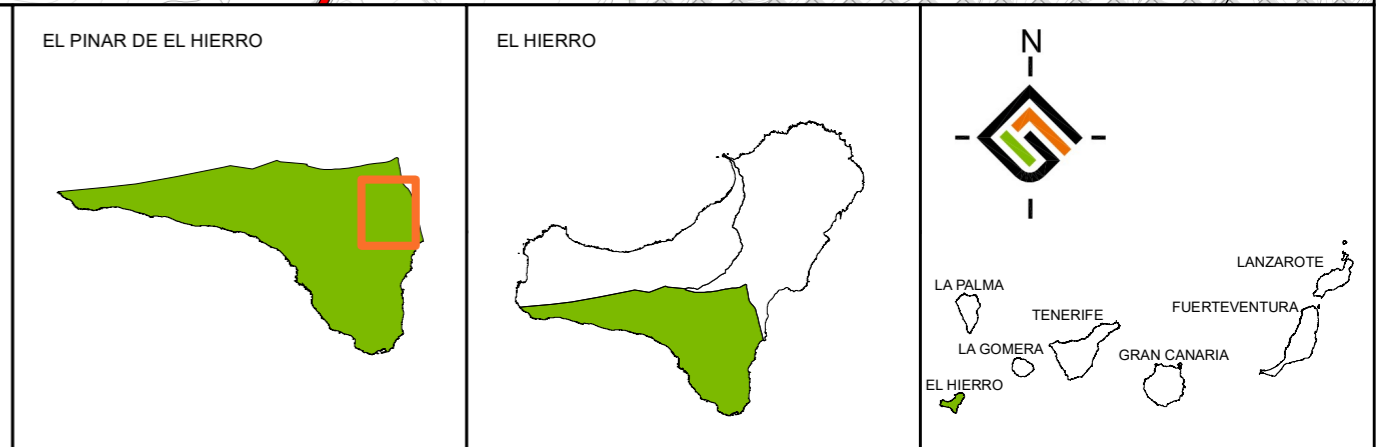 EL PINAR DE EL HIERRO
EL HIERRO
N
LANZAROTE
LA PALMA
FUERTEVENTURA
TENERIFE
LA GOMERA
GRAN CANARIA
EL HIERRO